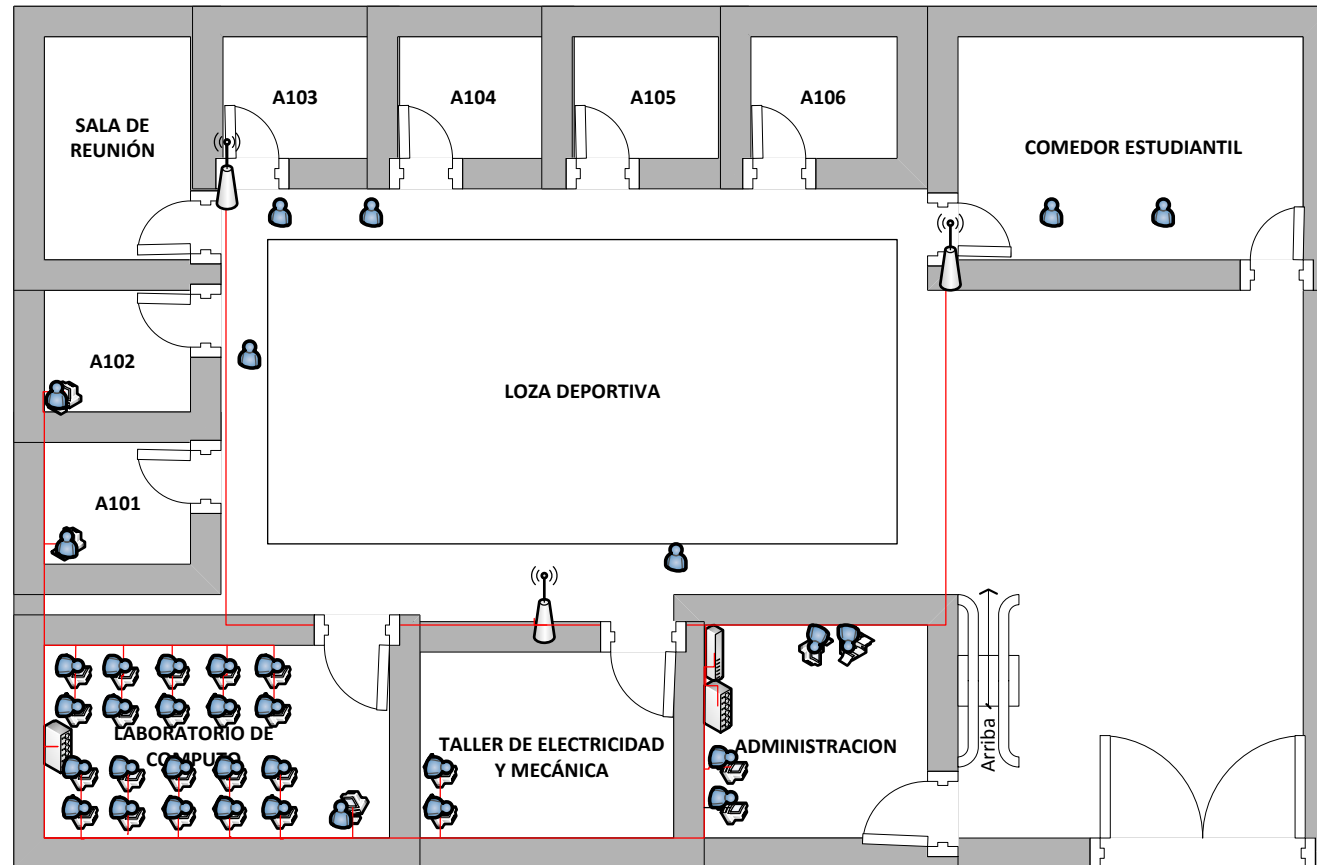 A103
A104
A105
A106
SALA DE
REUNIÓN
COMEDOR ESTUDIANTIL
A102
LOZA DEPORTIVA
A101
LABORATORIO DE
COMPUTO
TALLER DE ELECTRICIDAD
Y MECÁNICA
ADMINISTRACION
Arriba